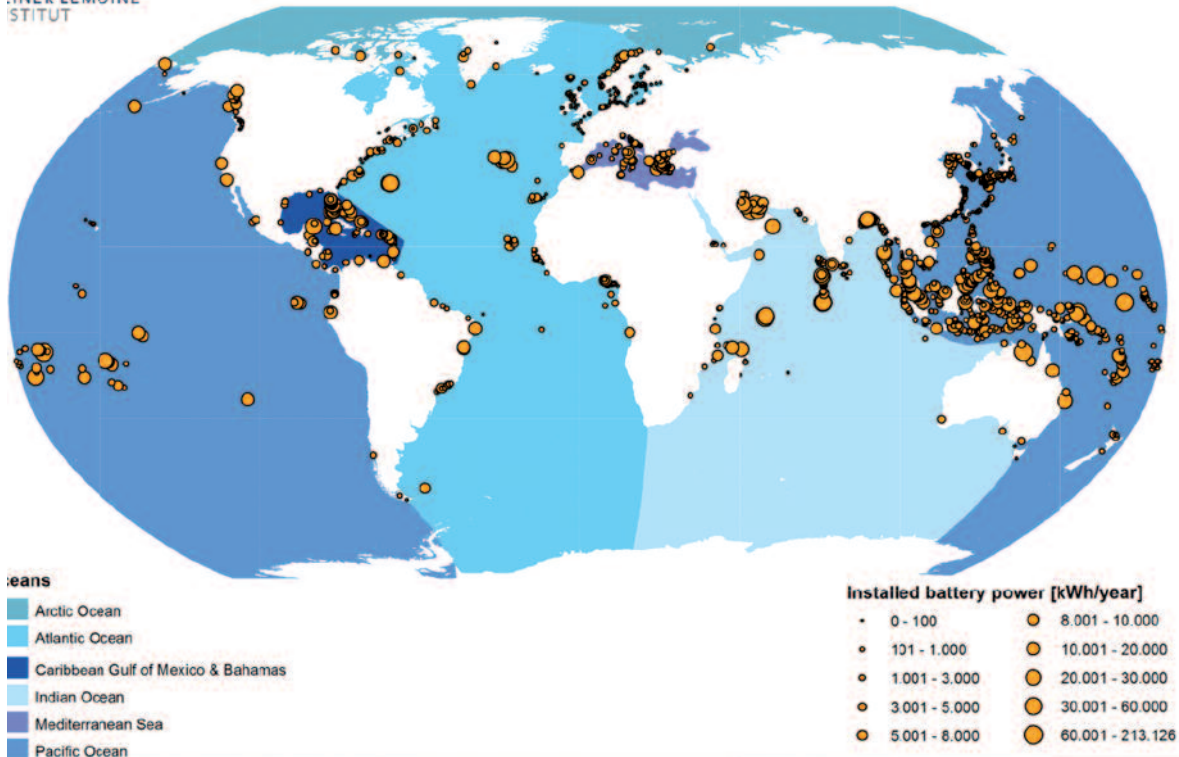 STITUT
eans
Arctic Ocean
Atlantic Ocean
Caribbean Gulf of Mexico & Bahamas
Indian Ocean
Mediterranean Sea
Pacific Ocean
Installed battery power [kWh/year]
0 - 100
101 - 1.000
1.001 - 3.000
3.001 - 5.000
5.001 - 8.000
8.001 - 10.000
10.001 - 20.000
20.001 - 30.000
30.001 - 60.000
60.001 - 213.126